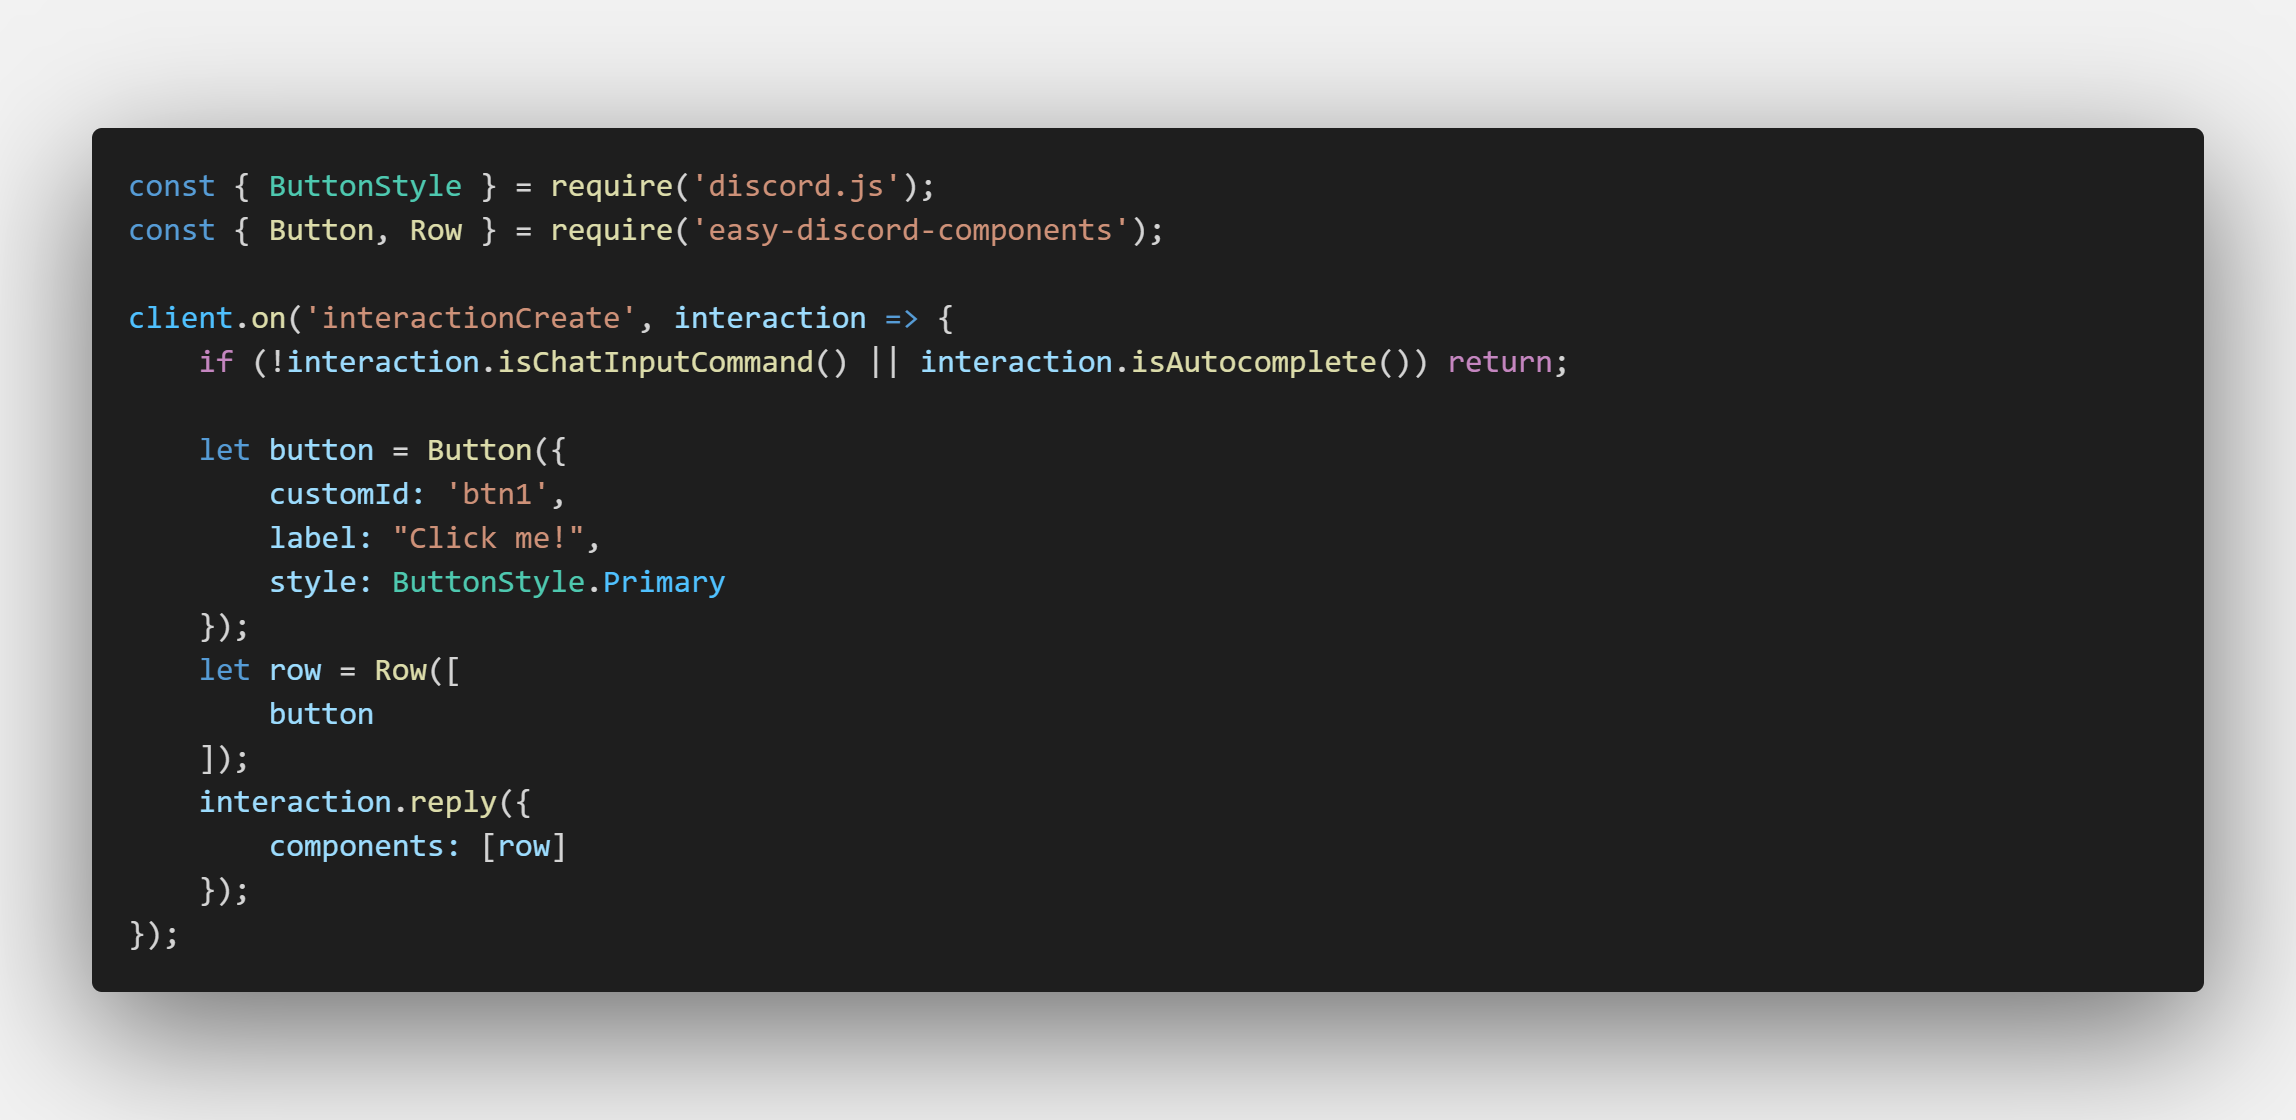 const { ButtonStyle } = require('discord.js');
const { Button, Row } = require('easy-discord-components');

client.on('interactionCreate', interaction => {
    if (!interaction.isChatInputCommand() || interaction.isAutocomplete()) return;

    let button = Button({
        customId: 'btn1',
        label: "Click me!",
        style: ButtonStyle.Primary
    });
    let row = Row([
        button
    ]);
    interaction.reply({
        components: [row]
    });
});